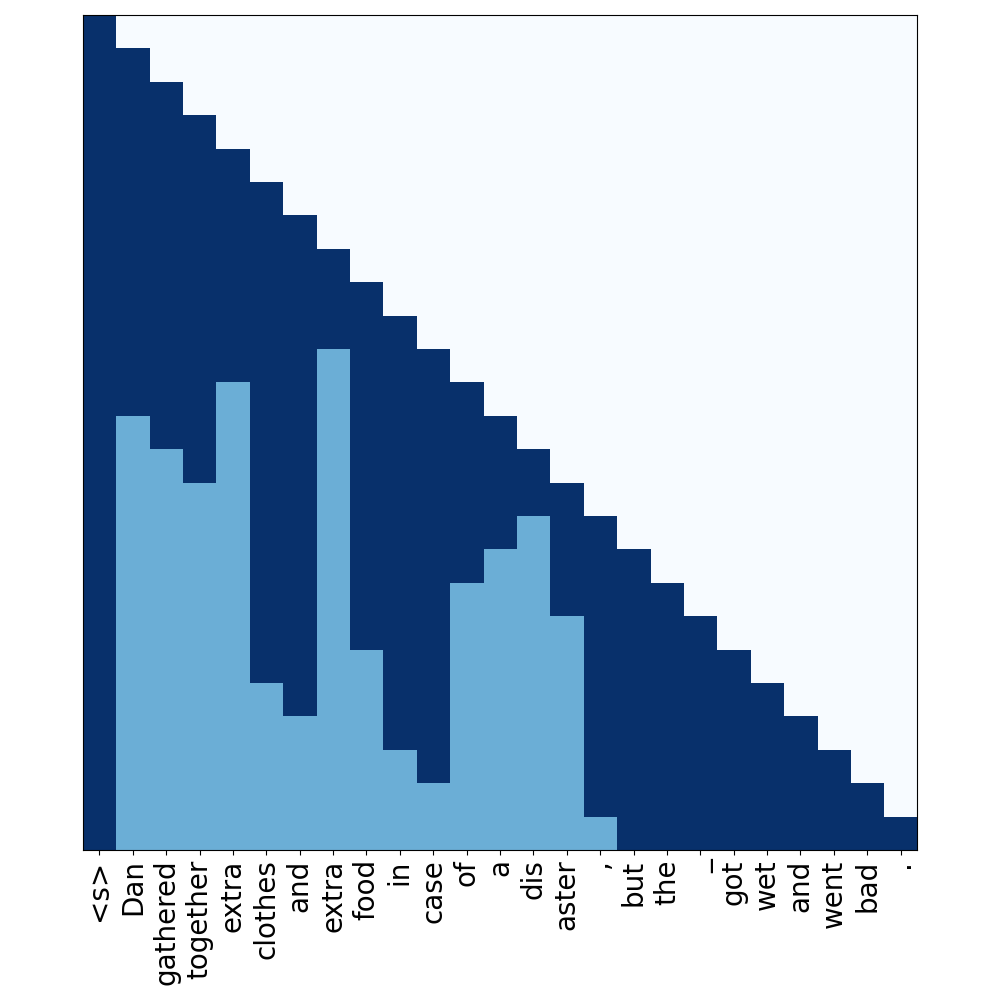 <s> Dan gathered together extra clothes and extra food in case of a dis aster , but the _ got wet and went bad .